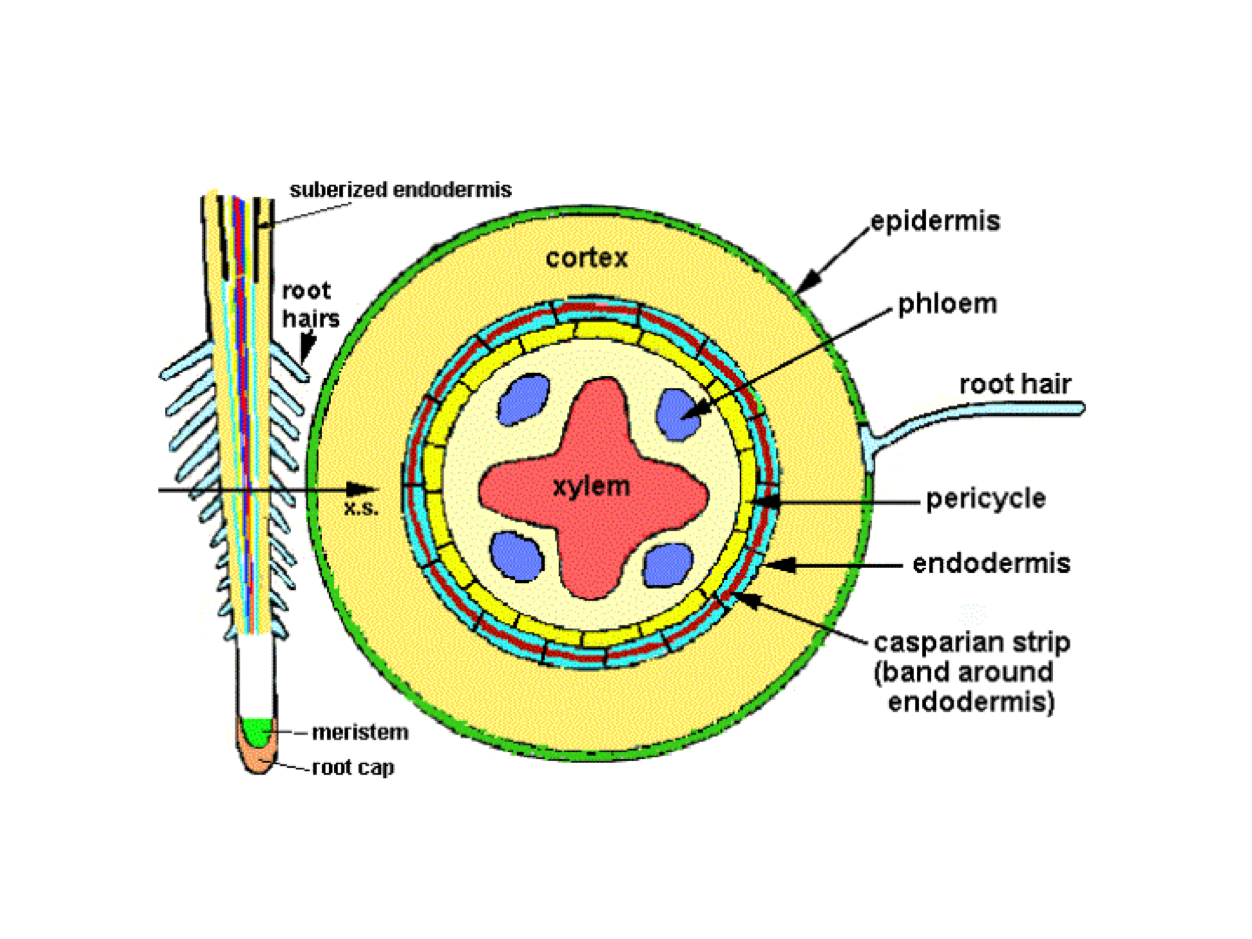 suberized endodermis
root
hairs
x.s.
meristem
root cap
cortex
xylem
epidermis
phloem
root hair
pericycle
endodermis
casparian strip
(band around
endodermis)